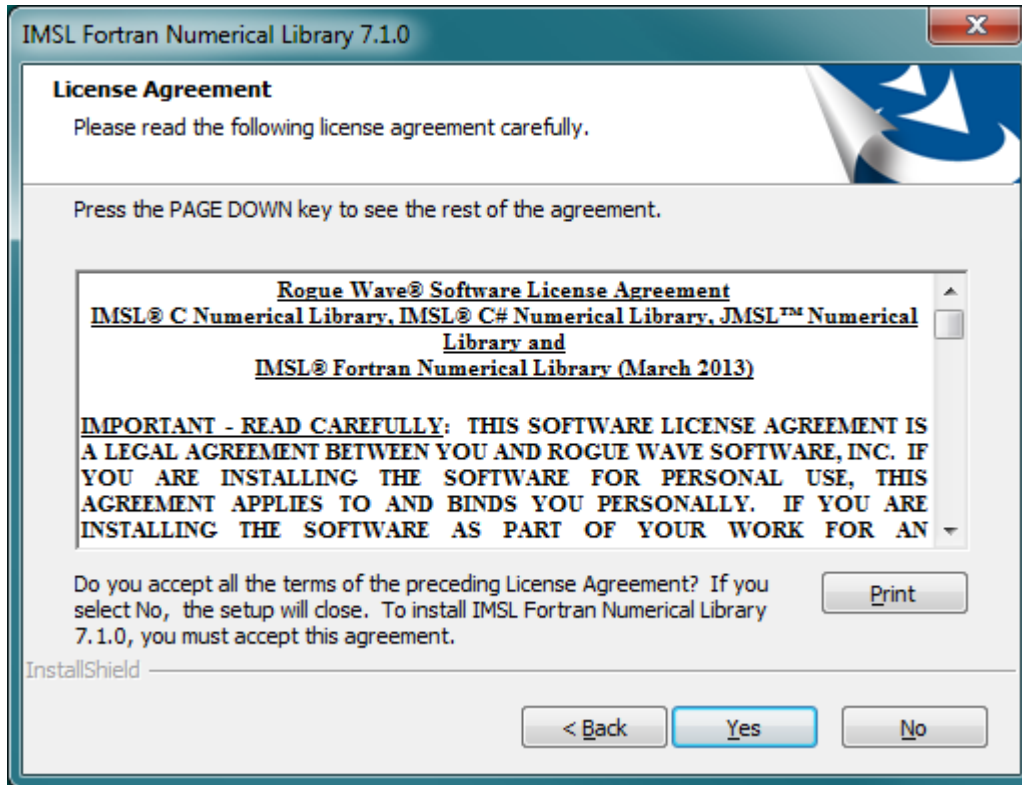 IMSL Fortran Numerical Library 7.1.0
License Agreement
Please read the following license agreement carefully.
Press the PAGE DOWN key to see the rest of the agreement.
Rogue Wave® Software License Agreement
IMSL® C Numerical Library, IMSL® C# Numerical Library, JMSL™ Numerical
Library and
IMSL® Fortran Numerical Library (March 2013)
IMPORTANT - READ CAREFULLY: THIS SOFTWARE LICENSE AGREEMENT IS
A LEGAL AGREEMENT BETWEEN YOU AND ROGUE WAVE SOFTWARE, INC. IF
YOU ARE INSTALLING THE SOFTWARE FOR PERSONAL USE, THIS
AGREEMENT APPLIES TO AND BINDS YOU PERSONALLY. IF YOU ARE
INSTALLING THE SOFTWARE AS PART OF YOUR WORK FOR AN
Do you accept all the terms of the preceding License Agreement? If you
select No, the setup will close. To install IMSL Fortran Numerical Library
7.1.0, you must accept this agreement.
Print
InstallShield
< Back
Yes
No